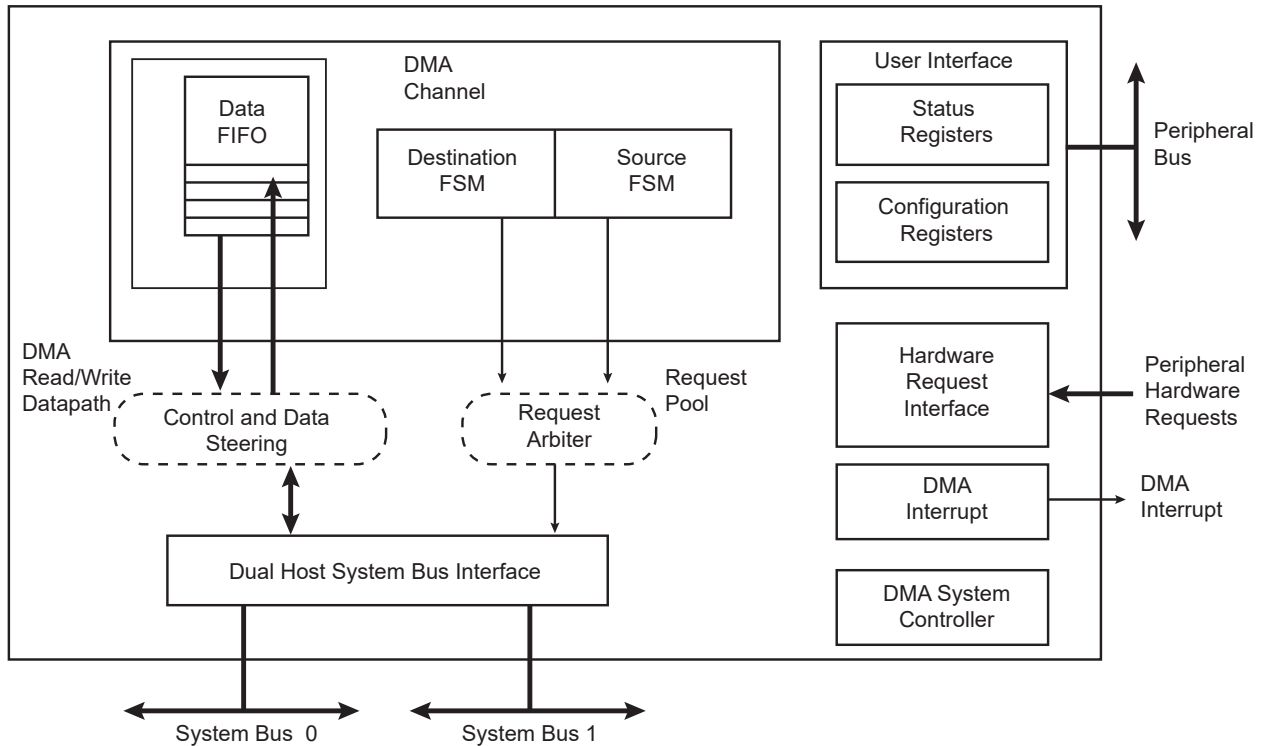 DMA
Channel
Data
FIFO
Destination
FSM
Source
FSM
User Interface
Status
Registers
Configuration
Registers
Peripheral
Bus
DMA
Read/Write
Datapath
Control and Data
Steering
Request
Arbiter
Request
Pool
Hardware
Request
Interface
Peripheral
Hardware
Requests
DMA
Interrupt
DMA
Interrupt
Dual Host System Bus Interface
DMA System
Controller
System Bus 0
System Bus 1